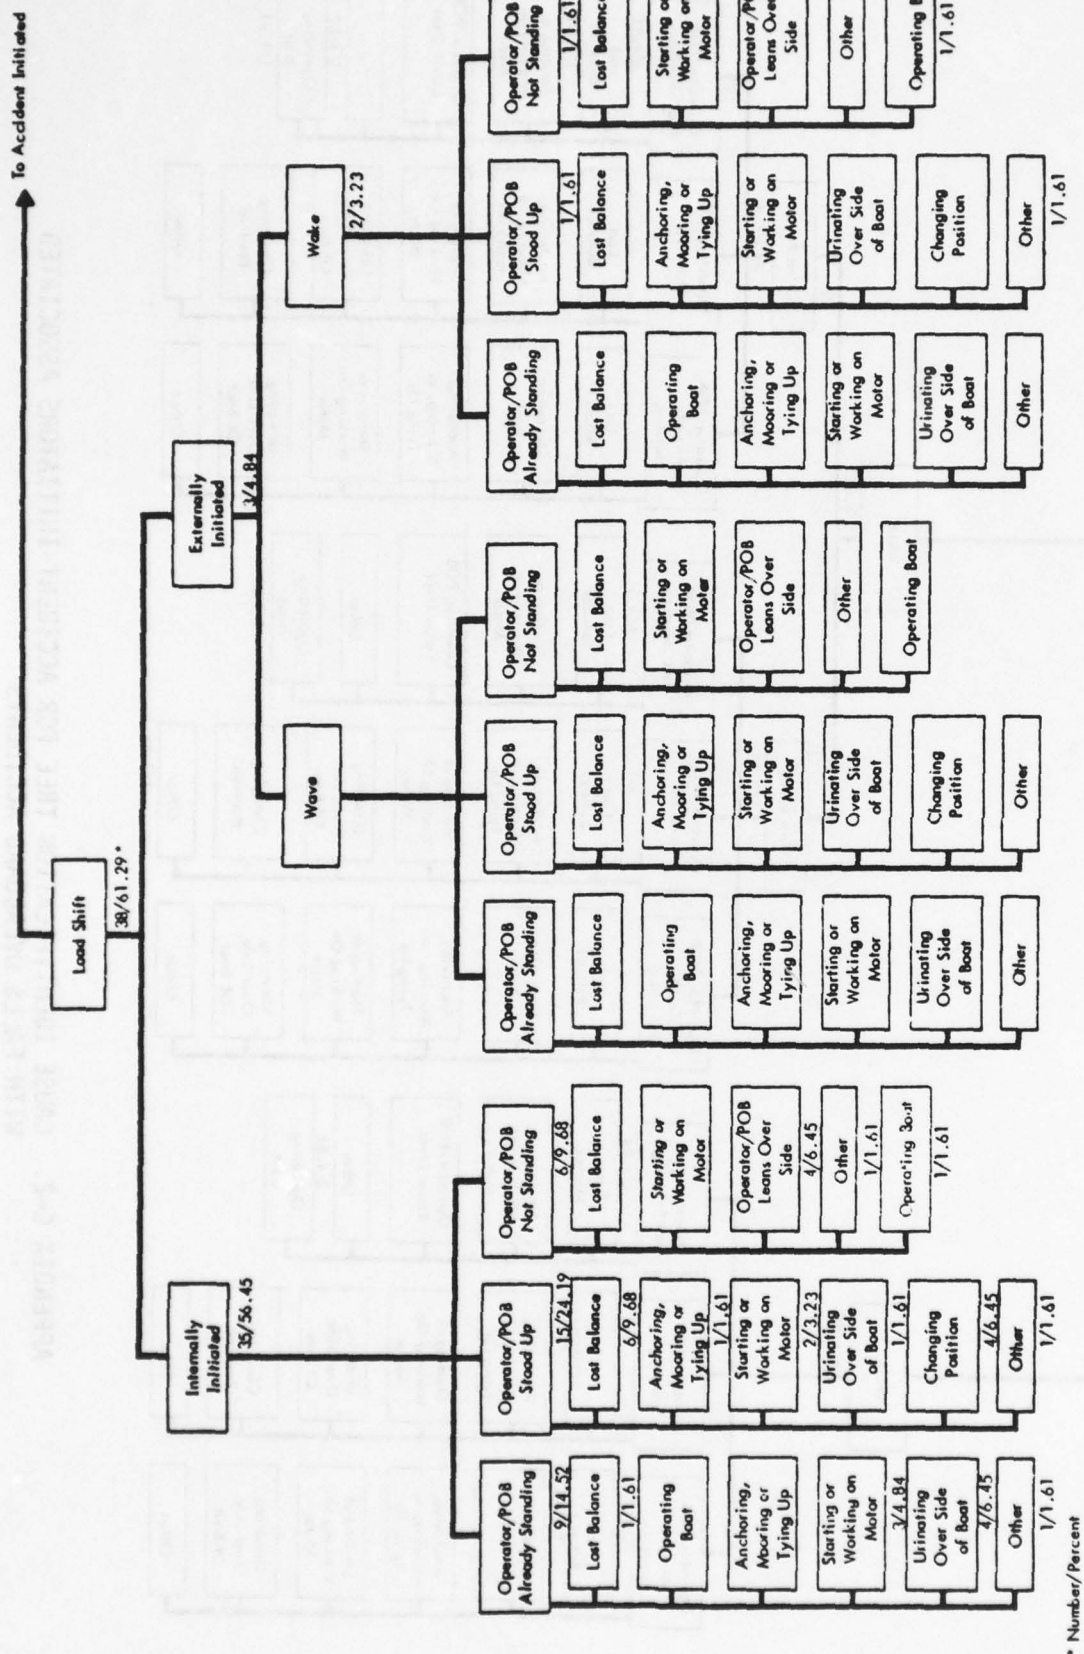 To Accident Initiated
Load Shift
38/61.29*
Internally
Initiated
35/56.45
Externally
Initiated
3/4.84
Wave
Wake
2/3.23
Operator/POB
Already Standing
9/14.52
Lost Balance
1/1.61
Operating
Boat
Anchoring,
Mooring or
Tying Up
Starting or
Working on
Motor
3/4.84
Urinating
Over Side
of Boat
4/6.45
Other
1/1.61
Operator/POB
Stood Up
15/24.19
Lost Balance
6/9.68
Anchoring,
Mooring or
Tying Up
1/1.61
Starting or
Working on
Motor
2/3.23
Urinating
Over Side
of Boat
1/1.61
Changing
Position
4/6.45
Other
1/1.61
Operator/POB
Not Standing
6/9.68
Lost Balance
Starting or
Working on
Motor
Operator/POB
Leans Over
Side
4/6.45
Other
1/1.61
Operating Boat
1/1.61
Operator/POB
Already Standing
Lost Balance
Operating
Boat
Anchoring,
Mooring or
Tying Up
Starting or
Working on
Motor
Urinating
Over Side
of Boat
Other
Operator/POB
Stood Up
Lost Balance
Anchoring,
Mooring or
Tying Up
Starting or
Working on
Motor
Urinating
Over Side
of Boat
Changing
Position
Other
Operator/POB
Not Standing
Lost Balance
Starting or
Working on
Motor
Operator/POB
Leans Over
Side
Other
Operating Boat
Operator/POB
Already Standing
Lost Balance
Operating
Boat
Anchoring,
Mooring or
Tying Up
Starting or
Working on
Motor
Urinating
Over Side
of Boat
Other
Operator/POB
Stood Up
1/1.61
Lost Balance
Anchoring,
Mooring or
Tying Up
Starting or
Working on
Motor
Urinating
Over Side
of Boat
Changing
Position
Other
1/1.61
Operator/POB
Not Standing
1/1.61
Lost Balance
Starting or
Working on
Motor
Operator/PO
Leans Over
Side
Other
Operating B
1/1.61
* Number/Percent